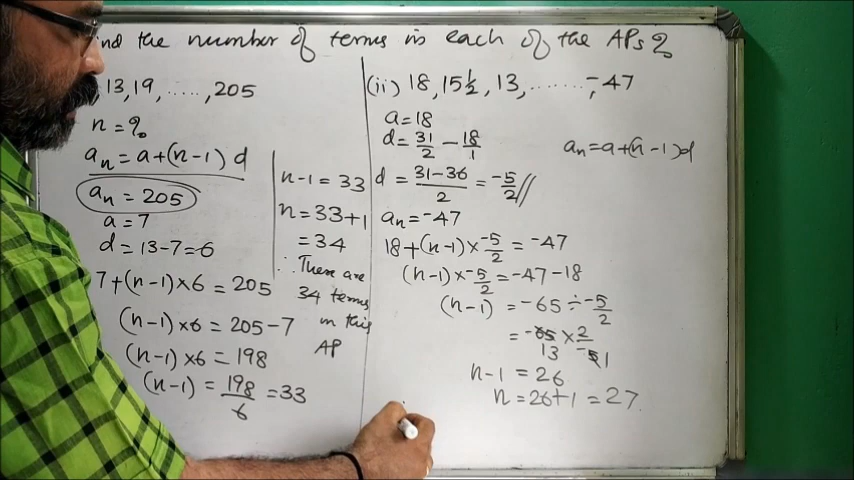 ind the number of terms in each of the APs?
, 13, 19, ....., 205
n = ?
an = a+(n-1) d
an = 205
a = 7
d = 13-7=6
7+(n-1)×6 = 205
(n-1)×6 = 205-7
(n-1)×6 = 198
(n-1) = 198/6 = 33
n-1 = 33
n = 33+1
= 34
∴ There are
34 terms
in this
AP
(ii) 18, 15 1/2, 13, ........, -47
a = 18
d = 31/2 - 18/1
an = a+(n-1)d
d = 31-36/2 = -5/2//
an = -47
18+(n-1)×-5/2 = -47
(n-1)×-5/2 = -47-18
(n-1) = -65 ÷ -5/2
= -65 × 2/-5
13 1
n-1 = 26
n = 26+1 = 27